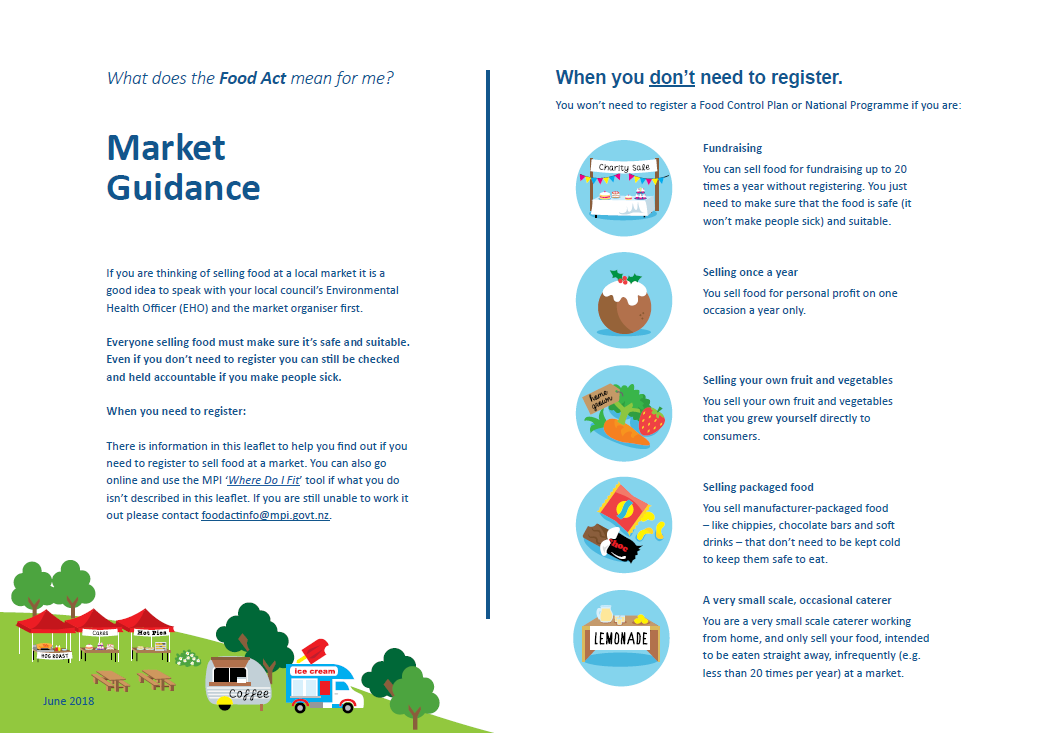 What does the Food Act mean for me?
Market
Guidance
If you are thinking of selling food at a local market it is a
good idea to speak with your local council's Environmental
Health Officer (EHO) and the market organiser first.
Everyone selling food must make sure it's safe and suitable.
Even if you don't need to register you can still be checked
and held accountable if you make people sick.
When you need to register:
There is information in this leaflet to help you find out if you
need to register to sell food at a market. You can also go
online and use the MPI 'Where Do I Fit' tool if what you do
isn't described in this leaflet. If you are still unable to work it
out please contact foodactinfo@mpi.govt.nz.
HOG ROAST
Cakes
Hot Pies
Coffee
ice cream
June 2018
When you don't need to register.
You won't need to register a Food Control Plan or National Programme if you are:
Charity Sale
Fundraising
You can sell food for fundraising up to 20
times a year without registering. You just
need to make sure that the food is safe (it
won't make people sick) and suitable.
Selling once a year
You sell food for personal profit on one
occasion a year only.
home
grown
Selling your own fruit and vegetables
You sell your own fruit and vegetables
that you grew yourself directly to
consumers.
Selling packaged food
You sell manufacturer-packaged food
– like chippies, chocolate bars and soft
drinks – that don't need to be kept cold
to keep them safe to eat.
LEMONADE
A very small scale, occasional caterer
You are a very small scale caterer working
from home, and only sell your food, intended
to be eaten straight away, infrequently (e.g.
less than 20 times per year) at a market.